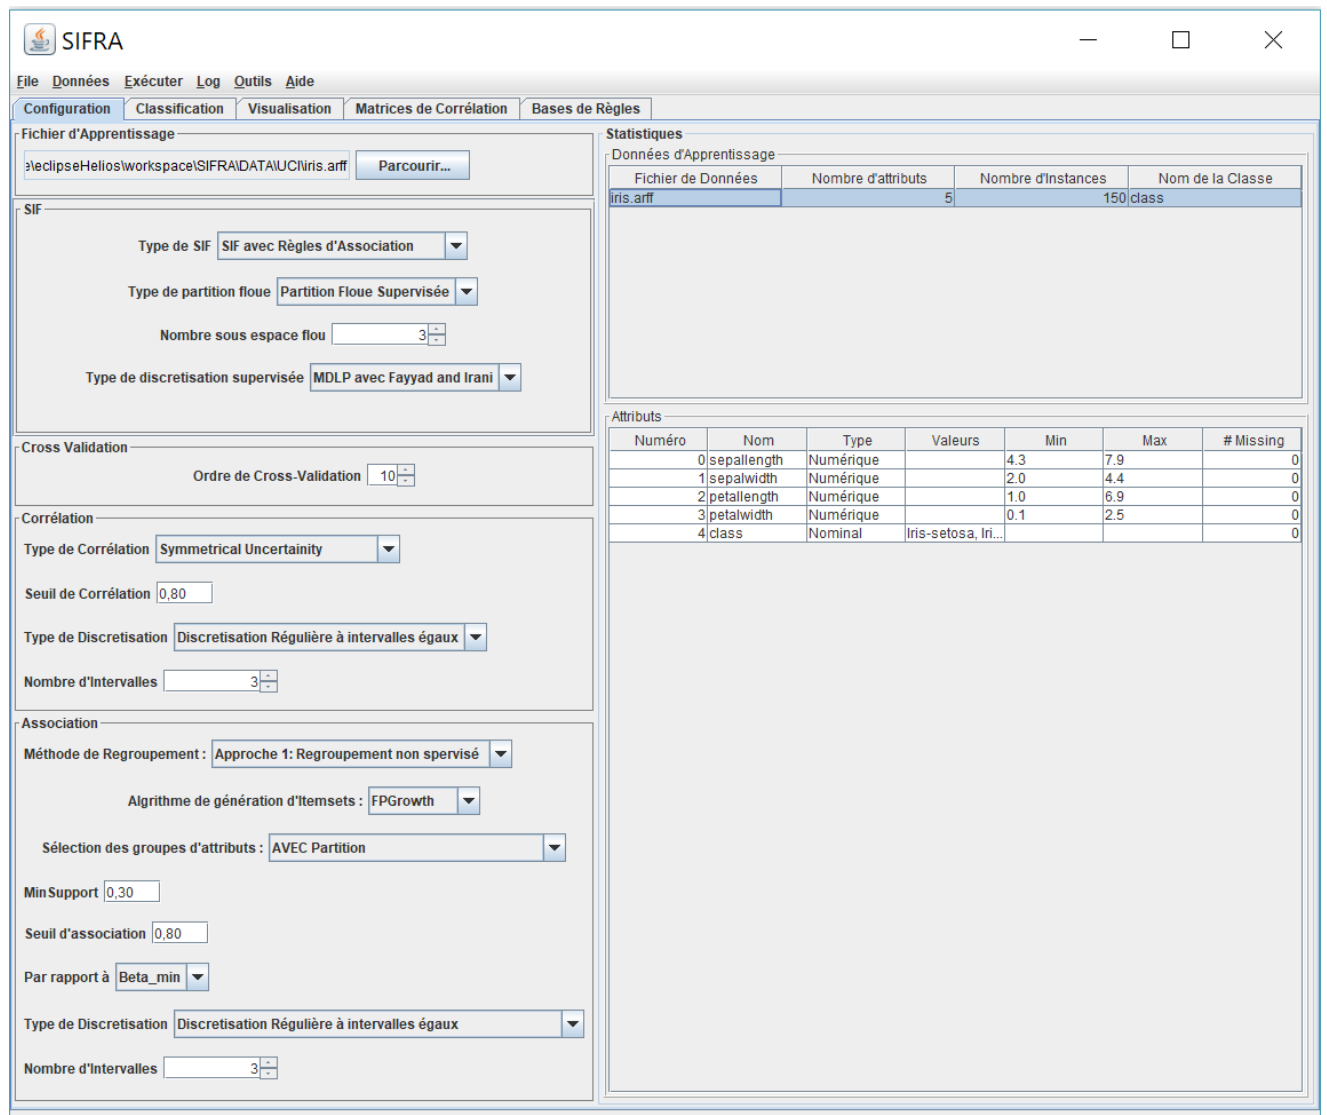 SIFRA
File Données Exécuter Log Outils Aide
Configuration Classification Visualisation Matrices de Corrélation Bases de Règles
Fichier d'Apprentissage
e\eclipseHelios\workspace\SIFRA\DATA\UCI\iris.arff Parcourir...
SIF
Type de SIF SIF avec Règles d'Association
Type de partition floue Partition Floue Supervisée
Nombre sous espace flou 3
Type de discretisation supervisée MDLP avec Fayyad and Irani
Cross Validation
Ordre de Cross-Validation 10
Corrélation
Type de Corrélation Symmetrical Uncertainity
Seuil de Corrélation 0,80
Type de Discretisation Discretisation Régulière à intervalles égaux
Nombre d'Intervalles 3
Association
Méthode de Regroupement : Approche 1: Regroupement non spervisé
Algrithme de génération d'Itemsets : FPGrowth
Sélection des groupes d'attributs : AVEC Partition
MinSupport 0,30
Seuil d'association 0,80
Par rapport à Beta_min
Type de Discretisation Discretisation Régulière à intervalles égaux
Nombre d'Intervalles 3
Statistiques
Données d'Apprentissage
Fichier de Données Nombre d'attributs Nombre d'Instances Nom de la Classe
iris.arff 5 150 class
Attributs
Numéro Nom Type Valeurs Min Max # Missing
0 sepallength Numérique 4.3 7.9 0
1 sepalwidth Numérique 2.0 4.4 0
2 petallength Numérique 1.0 6.9 0
3 petalwidth Numérique 0.1 2.5 0
4 class Nominal Iris-setosa, Iri... 0